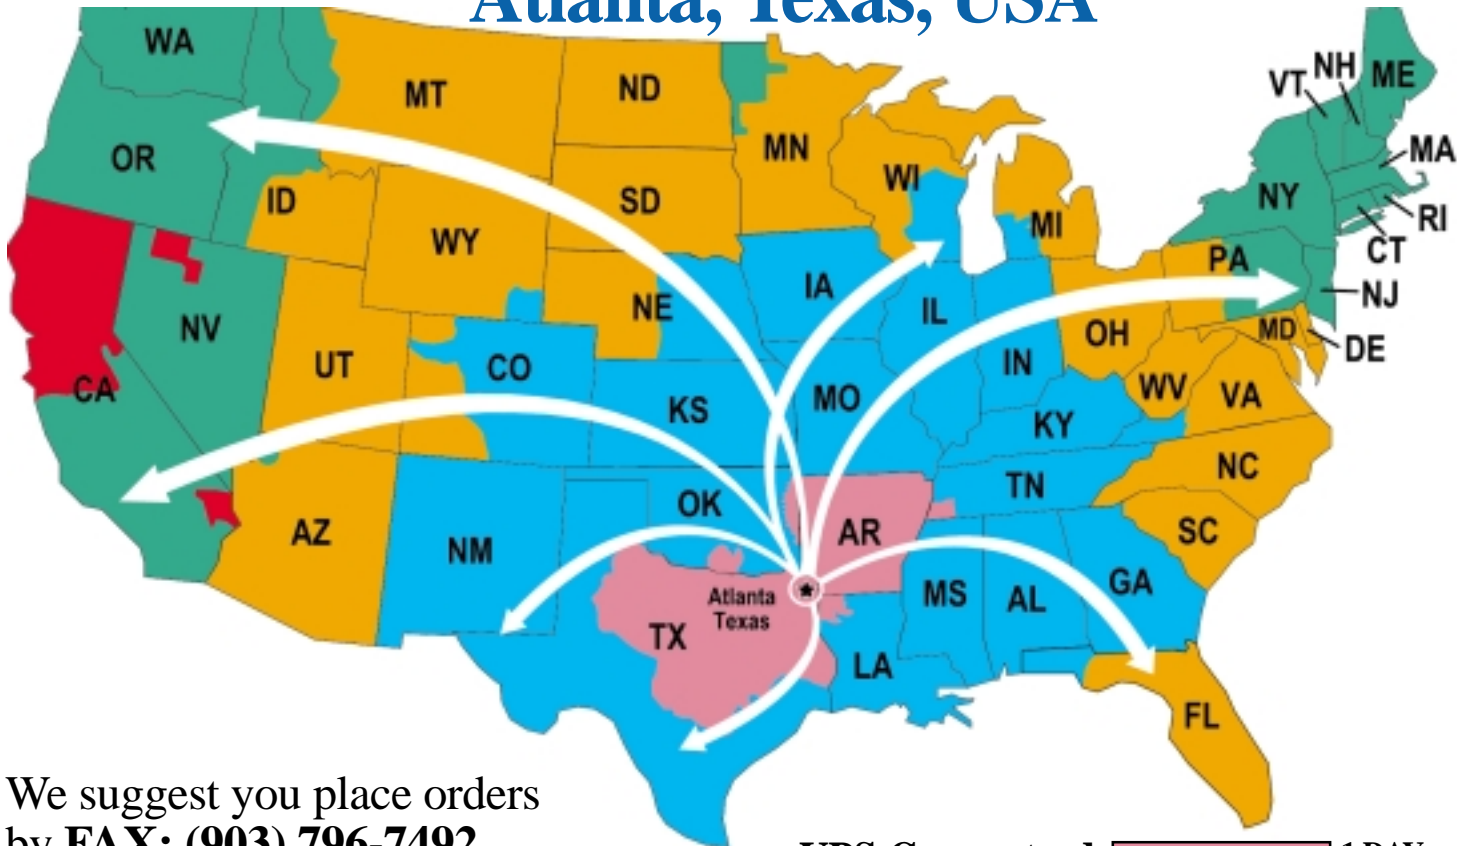 Atlanta, Texas, USA
WA
MT
ND
MN
VT
NH
ME
OR
ID
WY
SD
WI
MI
NY
MA
RI
CT
NV
UT
CO
NE
IA
IL
IN
OH
PA
NJ
MD
DE
CA
KS
MO
KY
WV
VA
AZ
NM
OK
AR
TN
NC
SC
TX
Atlanta
Texas
LA
MS
AL
GA
FL
We suggest you place orders
by FAX: (903) 796-7492
1 DAY